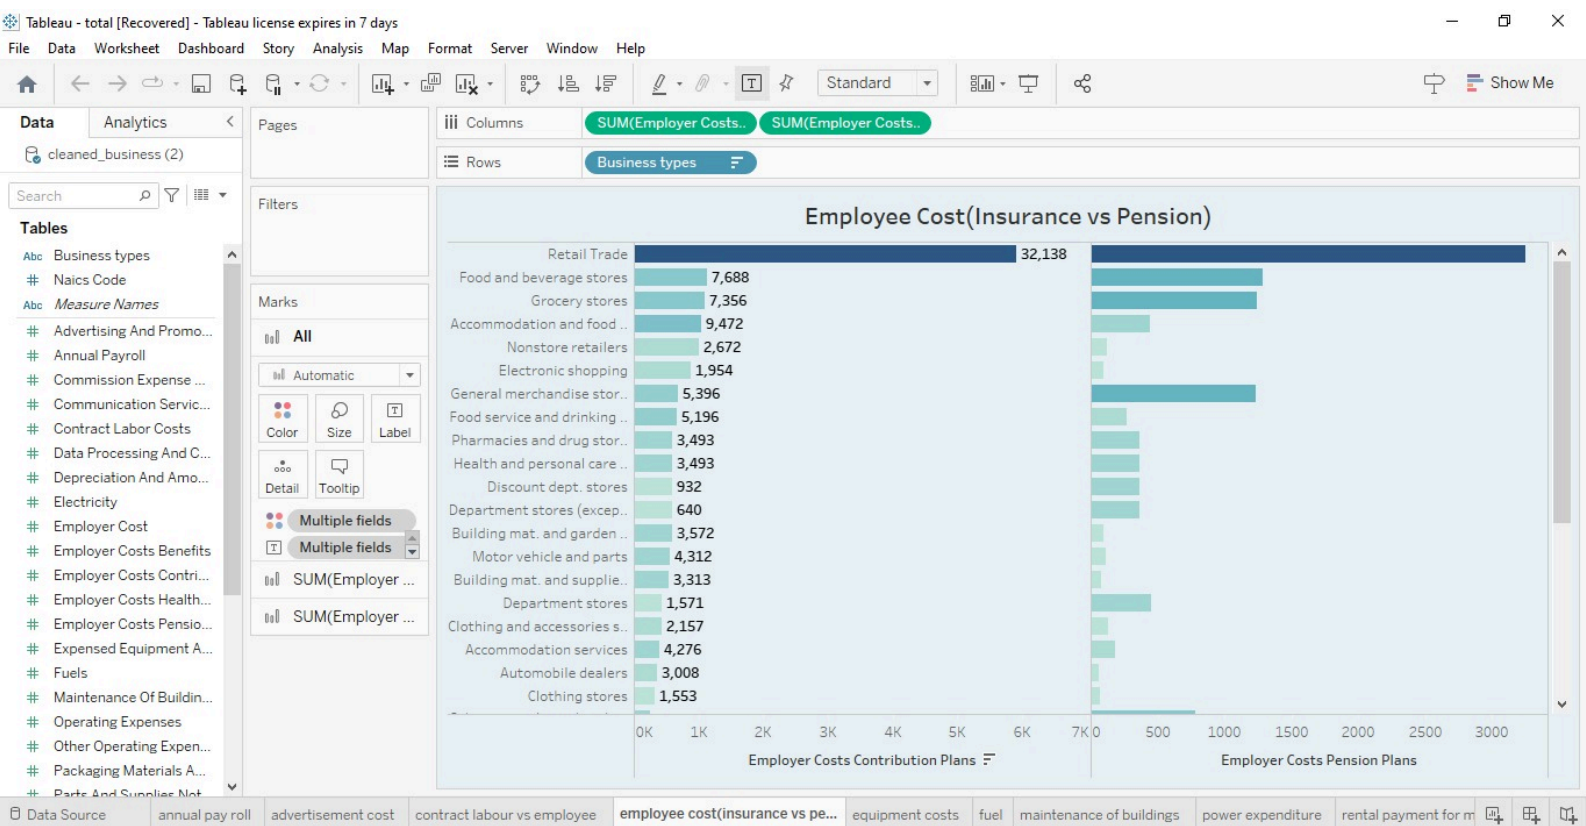 Tableau - total [Recovered] - Tableau license expires in 7 days
File Data Worksheet Dashboard Story Analysis Map Format Server Window Help
Standard
Show Me
Data Analytics
cleaned_business (2)
Search
Tables
Abc Business types
# Naics Code
Abc Measure Names
# Advertising And Promo...
# Annual Payroll
# Commission Expense ...
# Communication Servic...
# Contract Labor Costs
# Data Processing And C...
# Depreciation And Amo...
# Electricity
# Employer Cost
# Employer Costs Benefits
# Employer Costs Contri...
# Employer Costs Health...
# Employer Costs Pensio...
# Expensed Equipment A...
# Fuels
# Maintenance Of Buildin...
# Operating Expenses
# Other Operating Expen...
# Packaging Materials A...
# Parts And Supplies Not
Pages
Filters
Marks
All
Automatic
Color Size Label
Detail Tooltip
Multiple fields
Multiple fields
SUM(Employer ...
SUM(Employer ...
Columns SUM(Employer Costs.. SUM(Employer Costs..
Rows Business types
Employee Cost(Insurance vs Pension)
Retail Trade 32,138
Food and beverage stores 7,688
Grocery stores 7,356
Accommodation and food .. 9,472
Nonstore retailers 2,672
Electronic shopping 1,954
General merchandise stor.. 5,396
Food service and drinking .. 5,196
Pharmacies and drug stor.. 3,493
Health and personal care .. 3,493
Discount dept. stores 932
Department stores (excep.. 640
Building mat. and garden .. 3,572
Motor vehicle and parts 4,312
Building mat. and supplie.. 3,313
Department stores 1,571
Clothing and accessories s.. 2,157
Accommodation services 4,276
Automobile dealers 3,008
Clothing stores 1,553
0K 1K 2K 3K 4K 5K 6K 7K 0 500 1000 1500 2000 2500 3000
Employer Costs Contribution Plans Employer Costs Pension Plans
Data Source annual pay roll advertisement cost contract labour vs employee employee cost(insurance vs pe... equipment costs fuel maintenance of buildings power expenditure rental payment for m